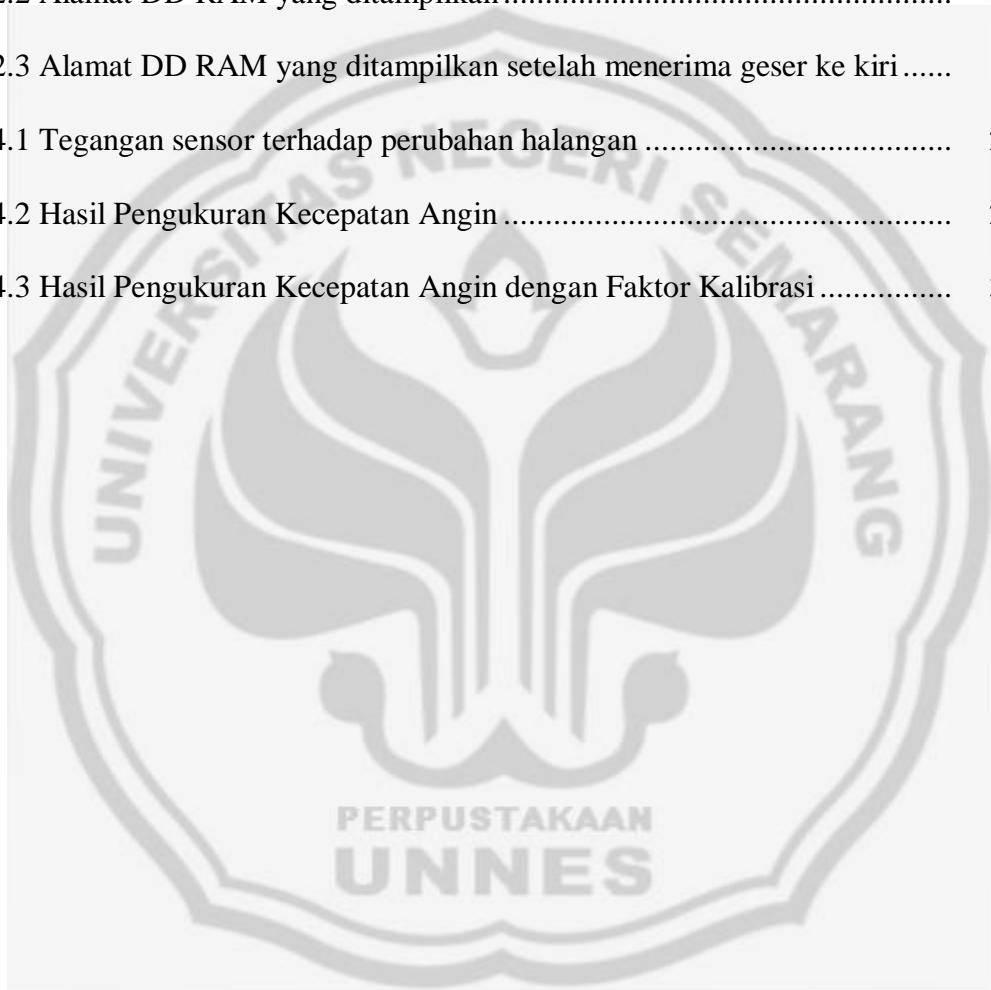 2.2 Alamat DD RAM yang ditampilkan........................................................
2.3 Alamat DD RAM yang ditampilkan setelah menerima geser ke kiri......
4.1 Tegangan sensor terhadap perubahan halangan......................................
4.2 Hasil Pengukuran Kecepatan Angin........................................................
4.3 Hasil Pengukuran Kecepatan Angin dengan Faktor Kalibrasi................
UNIVERSITAS NEGERI SEMARANG
PERPUSTAKAAN
UNNES